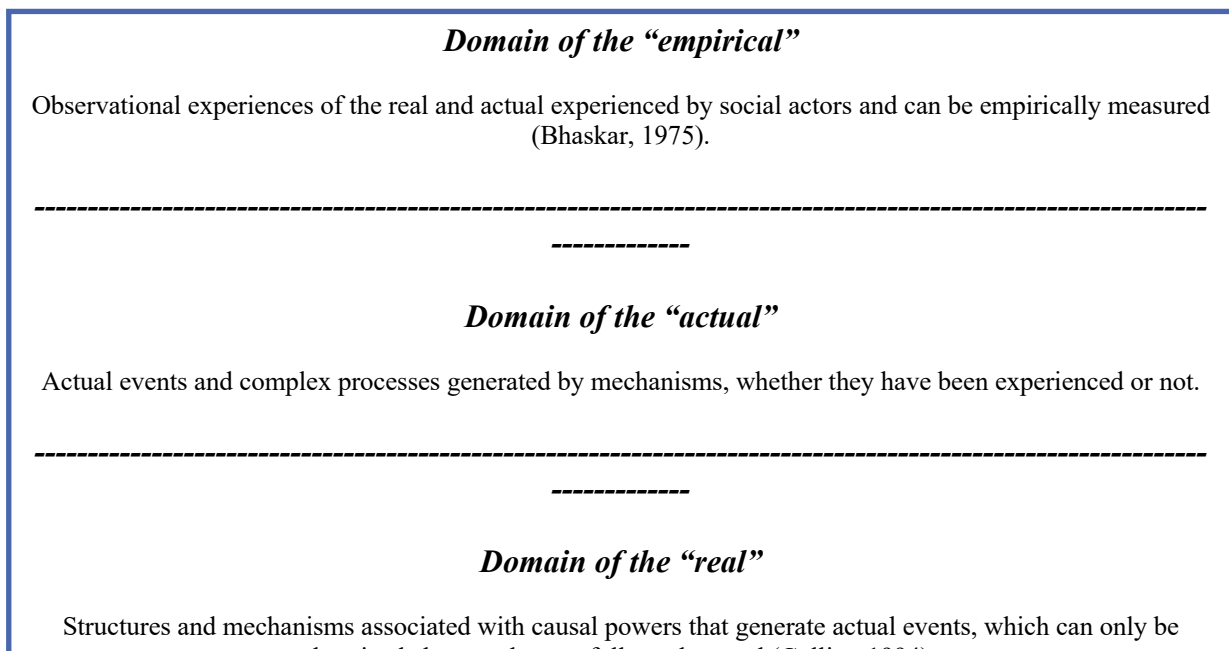 Domain of the “empirical”
Observational experiences of the real and actual experienced by social actors and can be empirically measured
(Bhaskar, 1975).
--------------------------------------------------------------------------------------------------------------
-------------
Domain of the “actual”
Actual events and complex processes generated by mechanisms, whether they have been experienced or not.
--------------------------------------------------------------------------------------------------------------
-------------
Domain of the “real”
Structures and mechanisms associated with causal powers that generate actual events, which can only be